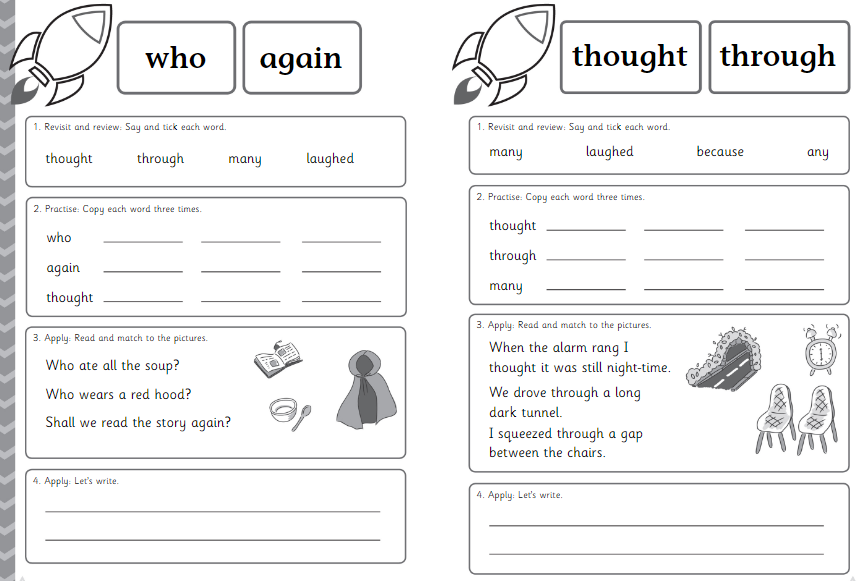 who again
1. Revisit and review: Say and tick each word.
thought through many laughed
2. Practise: Copy each word three times.
who
again
thought
3. Apply: Read and match to the pictures.
Who ate all the soup?
Who wears a red hood?
Shall we read the story again?
4. Apply: Let's write.
thought through
1. Revisit and review: Say and tick each word.
many laughed because any
2. Practise: Copy each word three times.
thought
through
many
3. Apply: Read and match to the pictures.
When the alarm rang I
thought it was still night-time.
We drove through a long
dark tunnel.
I squeezed through a gap
between the chairs.
4. Apply: Let's write.